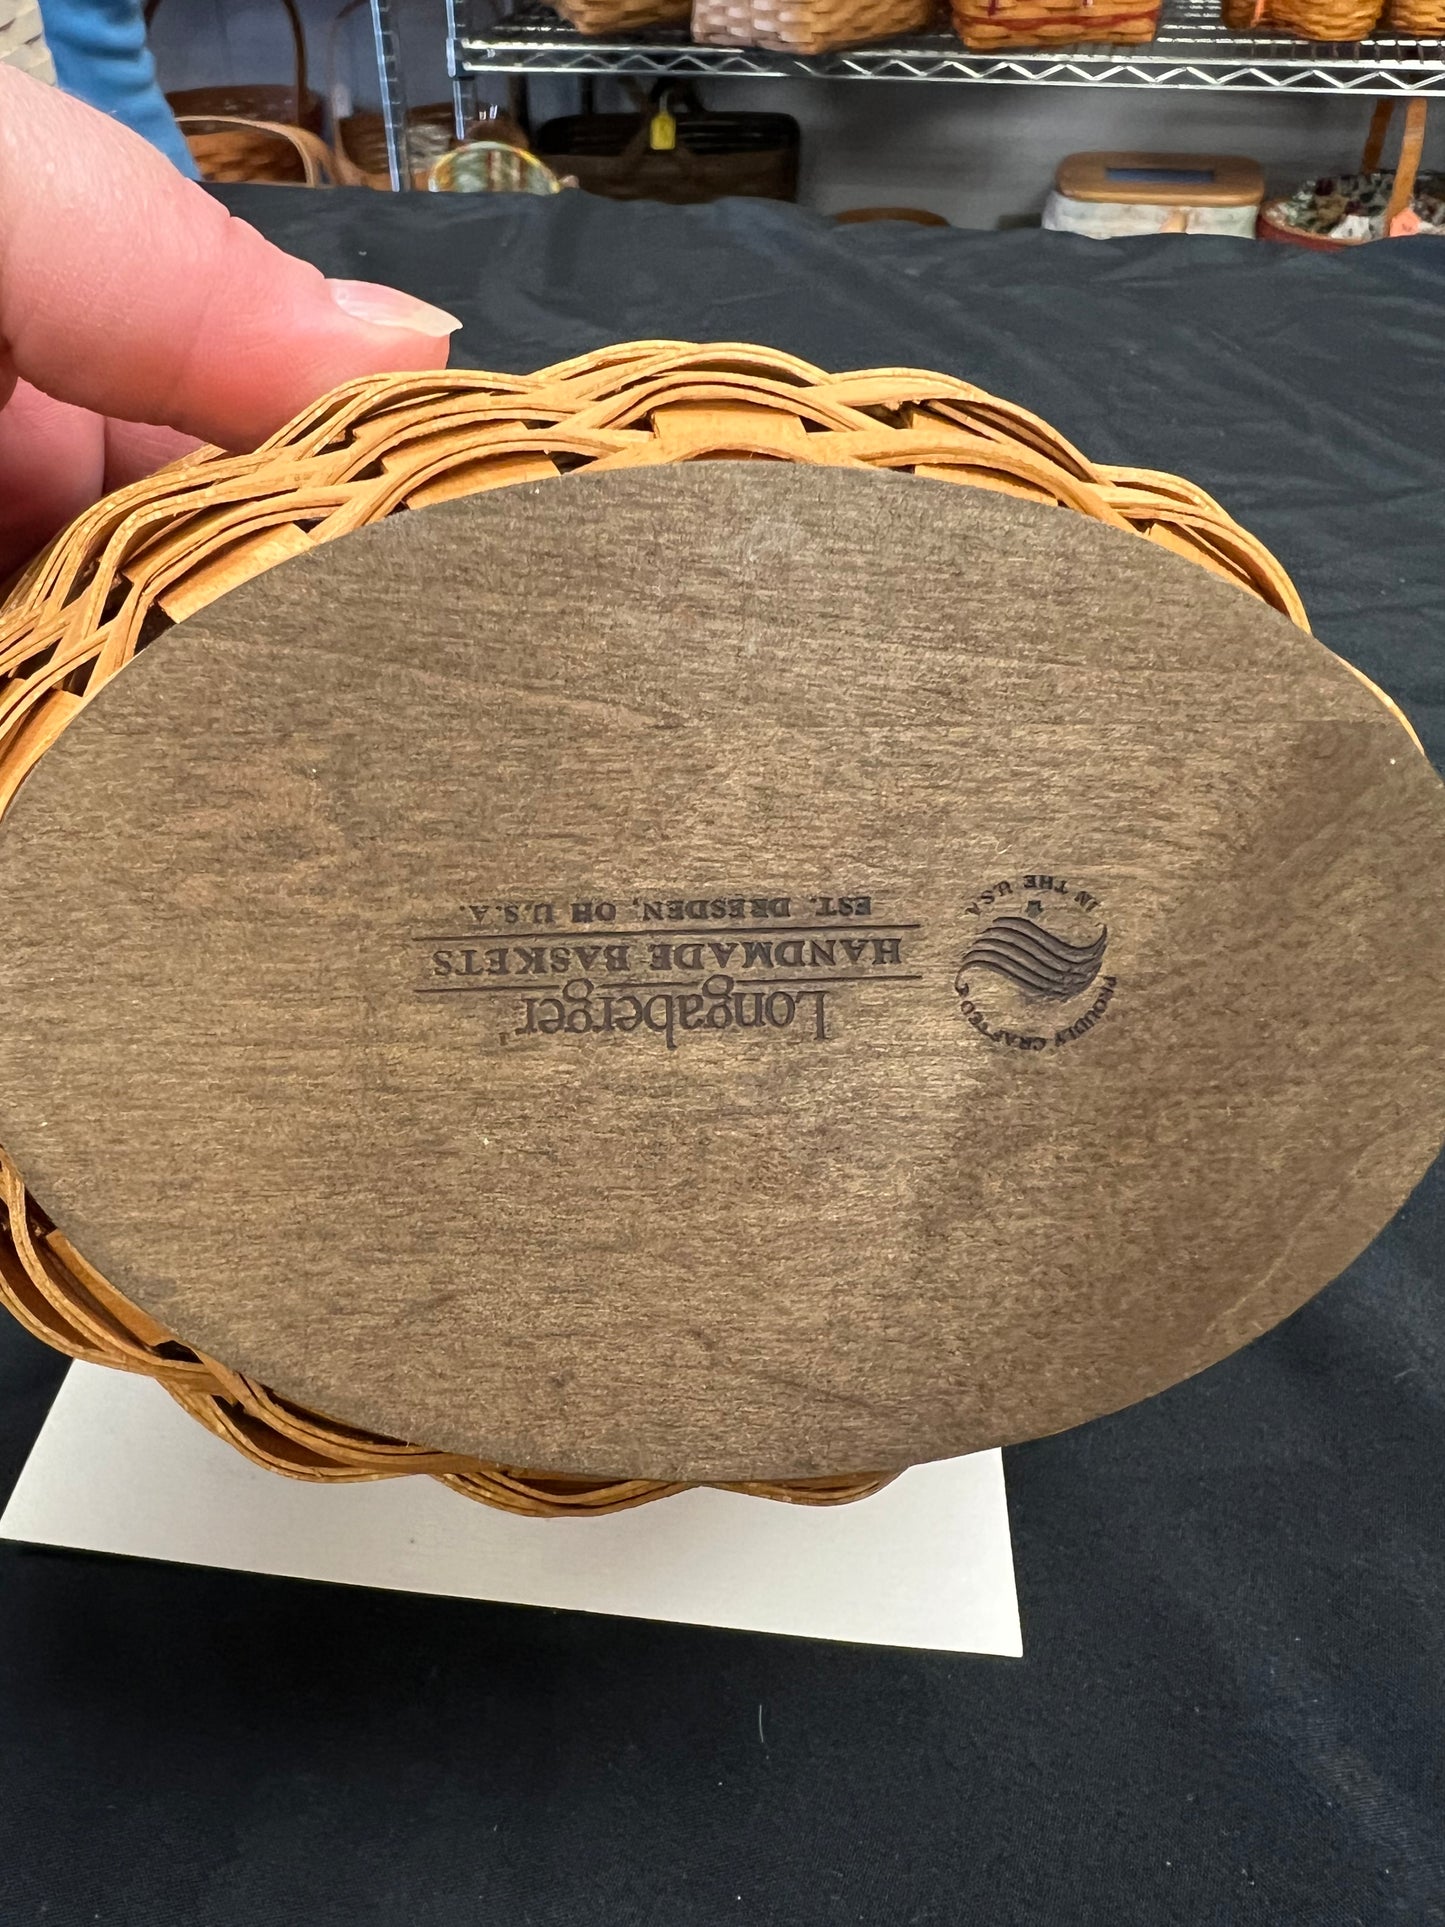 Longaberger®
HANDMADE BASKETS
EST. DRESDEN, OH U.S.A.
PROUDLY CRAFTED
IN THE U.S.A.